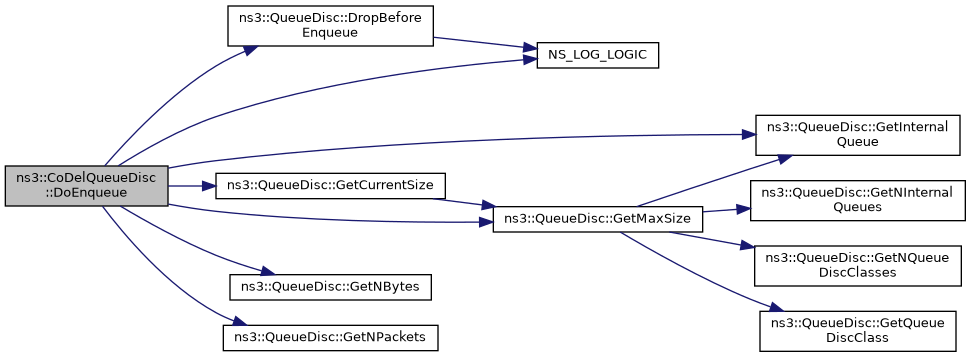 ns3::QueueDisc::DropBefore
Enqueue
NS_LOG_LOGIC
ns3::QueueDisc::GetInternal
Queue
ns3::CoDelQueueDisc
::DoEnqueue
ns3::QueueDisc::GetCurrentSize
ns3::QueueDisc::GetNInternal
Queues
ns3::QueueDisc::GetMaxSize
ns3::QueueDisc::GetNQueue
DiscClasses
ns3::QueueDisc::GetNBytes
ns3::QueueDisc::GetQueue
DiscClass
ns3::QueueDisc::GetNPackets